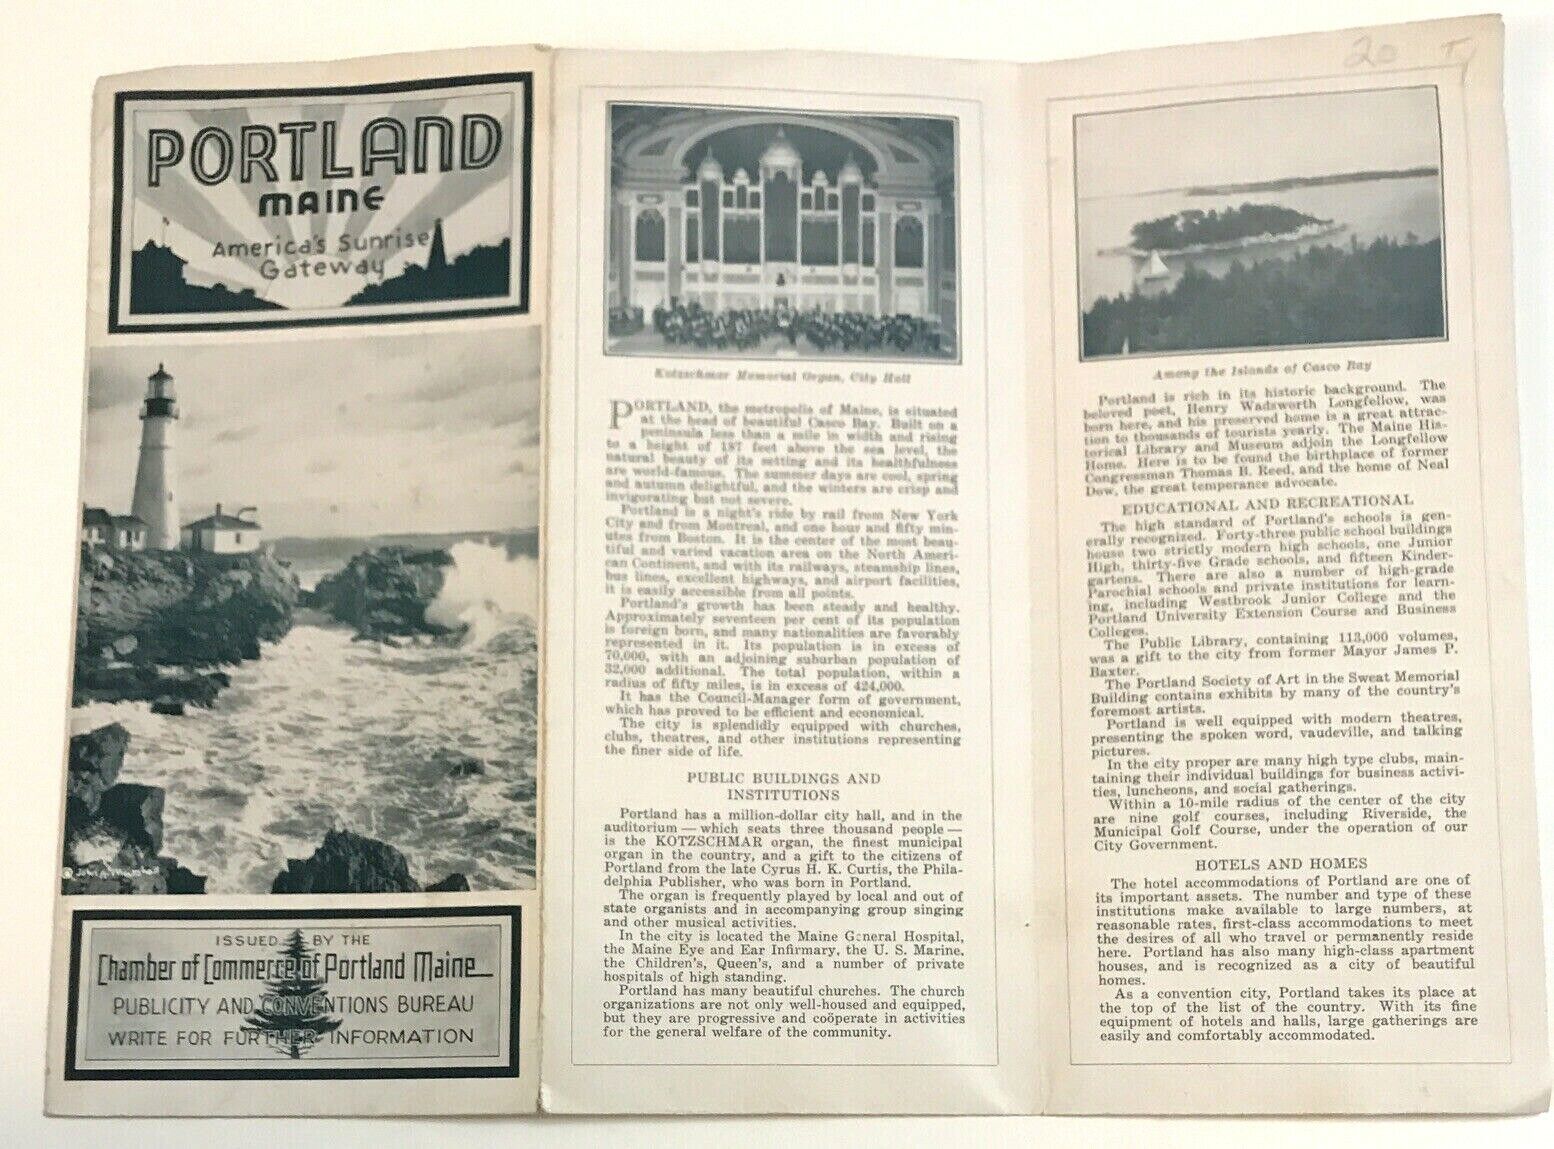 PORTLAND
MAINE
America's Sunrise
Gateway
ISSUED BY THE
Chamber of Commerce of Portland Maine
PUBLICITY AND CONVENTIONS BUREAU
WRITE FOR FURTHER INFORMATION
Kotzschmar Memorial Organ, City Hall
PORTLAND, the metropolis of Maine, is situated
at the head of beautiful Casco Bay. Built on a
peninsula less than a mile in width and rising
to a height of 187 feet above the sea level, the
natural beauty of its setting and its healthfulness
are world-famous. The summer days are cool, spring
and autumn delightful, and the winters are crisp and
invigorating but not severe.
Portland is a night's ride by rail from New York
City and from Montreal, and one hour and fifty min-
utes from Boston. It is the center of the most beau-
tiful and varied vacation area on the North Ameri-
can Continent, and with its railways, steamship lines,
bus lines, excellent highways, and airport facilities,
it is easily accessible from all points.
Portland's growth has been steady and healthy.
Approximately seventeen per cent of its population
is foreign born, and many nationalities are favorably
represented in it. Its population is in excess of
70,000, with an adjoining suburban population of
32,000 additional. The total population, within a
radius of fifty miles, is in excess of 424,000.
It has the Council-Manager form of government,
which has proved to be efficient and economical.
The city is splendidly equipped with churches,
clubs, theatres, and other institutions representing
the finer side of life.
PUBLIC BUILDINGS AND
INSTITUTIONS
Portland has a million-dollar city hall, and in the
auditorium — which seats three thousand people —
is the KOTZSCHMAR organ, the finest municipal
organ in the country, and a gift to the citizens of
Portland from the late Cyrus H. K. Curtis, the Phila-
delphia Publisher, who was born in Portland.
The organ is frequently played by local and out of
state organists and in accompanying group singing
and other musical activities.
In the city is located the Maine General Hospital,
the Maine Eye and Ear Infirmary, the U. S. Marine,
the Children's, Queen's, and a number of private
hospitals of high standing.
Portland has many beautiful churches. The church
organizations are not only well-housed and equipped,
but they are progressive and coöperate in activities
for the general welfare of the community.
20
Among the Islands of Casco Bay
Portland is rich in its historic background. The
beloved poet, Henry Wadsworth Longfellow, was
born here, and his preserved home is a great attrac-
tion to thousands of tourists yearly. The Maine His-
torical Library and Museum adjoin the Longfellow
Home. Here is to be found the birthplace of former
Congressman Thomas B. Reed, and the home of Neal
Dow, the great temperance advocate.
EDUCATIONAL AND RECREATIONAL
The high standard of Portland's schools is gen-
erally recognized. Forty-three public school buildings
house two strictly modern high schools, one Junior
High, thirty-five Grade schools, and fifteen Kinder-
gartens. There are also a number of high-grade
Parochial schools and private institutions for learn-
ing, including Westbrook Junior College and the
Portland University Extension Course and Business
Colleges.
The Public Library, containing 113,000 volumes,
was a gift to the city from former Mayor James P.
Baxter.
The Portland Society of Art in the Sweat Memorial
Building contains exhibits by many of the country's
foremost artists.
Portland is well equipped with modern theatres,
presenting the spoken word, vaudeville, and talking
pictures.
In the city proper are many high type clubs, main-
taining their individual buildings for business activi-
ties, luncheons, and social gatherings.
Within a 10-mile radius of the center of the city
are nine golf courses, including Riverside, the
Municipal Golf Course, under the operation of our
City Government.
HOTELS AND HOMES
The hotel accommodations of Portland are one of
its important assets. The number and type of these
institutions make available to large numbers, at
reasonable rates, first-class accommodations to meet
the desires of all who travel or permanently reside
here. Portland has also many high-class apartment
houses, and is recognized as a city of beautiful
homes.
As a convention city, Portland takes its place at
the top of the list of the country. With its fine
equipment of hotels and halls, large gatherings are
easily and comfortably accommodated.